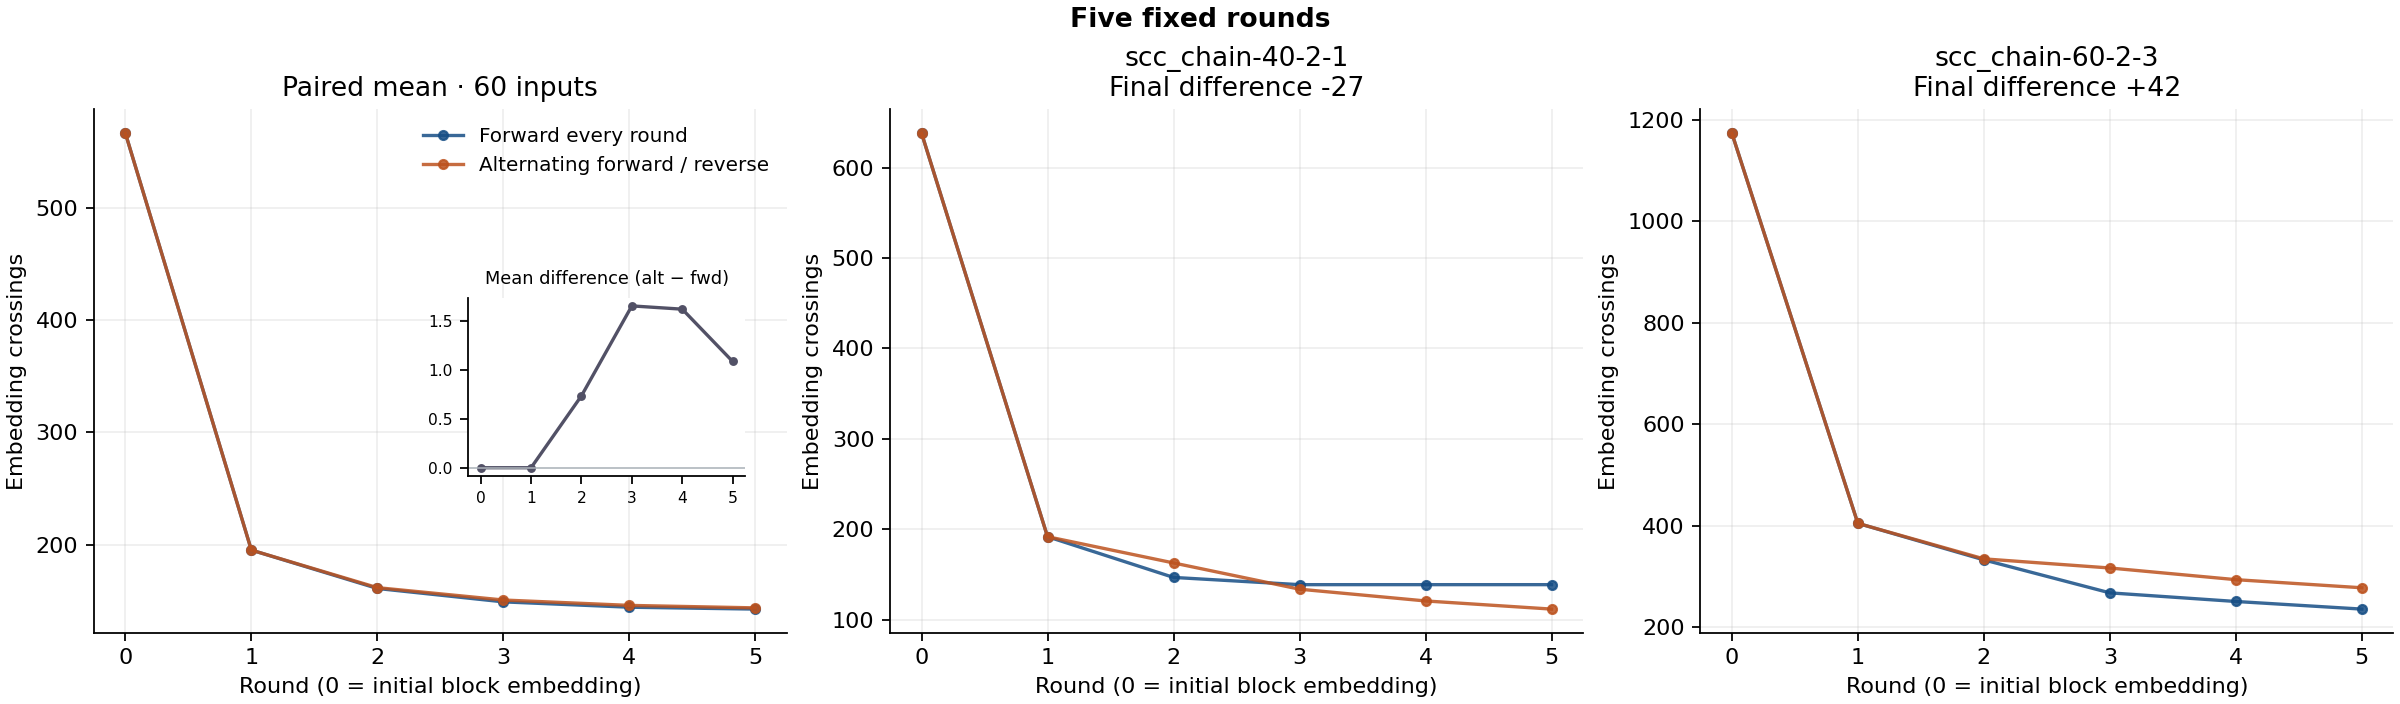 Five fixed rounds
Paired mean · 60 inputs
Embedding crossings
500
400
300
200
Forward every round
Alternating forward / reverse
Mean difference (alt − fwd)
1.5
1.0
0.5
0.0
0 1 2 3 4 5
0 1 2 3 4 5
Round (0 = initial block embedding)
scc_chain-40-2-1
Final difference -27
Embedding crossings
600
500
400
300
200
100
0 1 2 3 4 5
Round (0 = initial block embedding)
scc_chain-60-2-3
Final difference +42
Embedding crossings
1200
1000
800
600
400
200
0 1 2 3 4 5
Round (0 = initial block embedding)